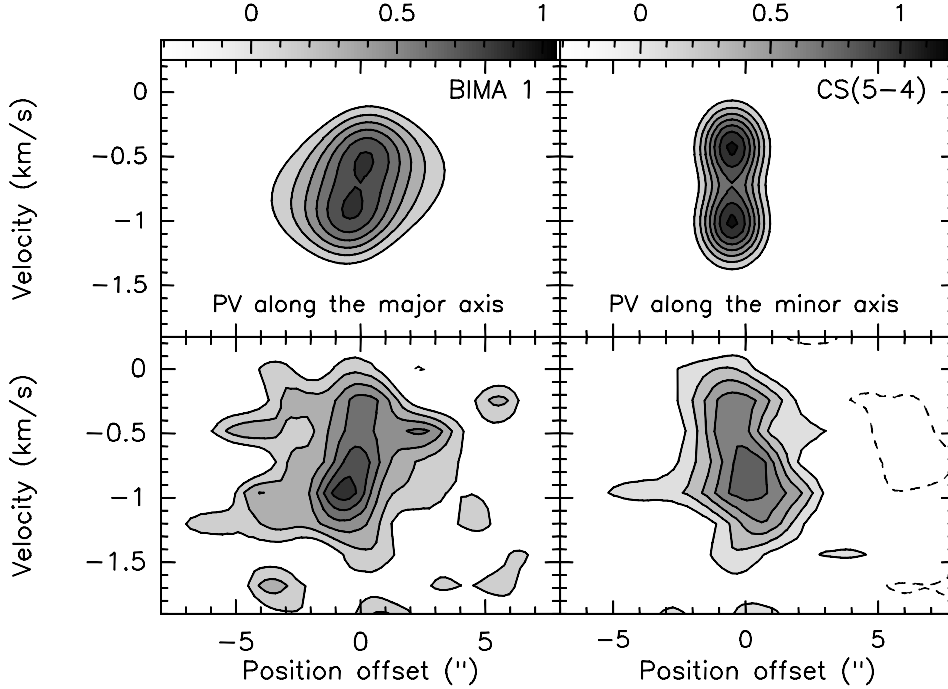 0 0.5 1 0 0.5 1
BIMA 1 CS(5-4)
0
-0.5
-1
-1.5
Velocity (km/s)
PV along the major axis PV along the minor axis
0
-0.5
-1
-1.5
Velocity (km/s)
-5 0 5 -5 0 5
Position offset (") Position offset (")